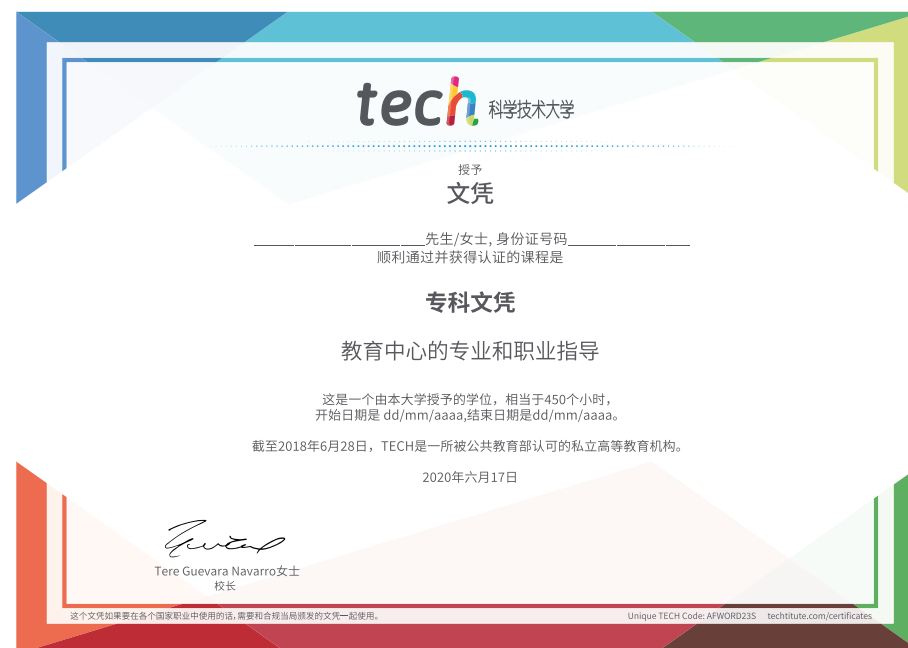 tech 科学技术大学
授予
文凭
______________________先生/女士, 身份证号码_______________
顺利通过并获得认证的课程是
专科文凭
教育中心的专业和职业指导
这是一个由本大学授予的学位，相当于450个小时，
开始日期是 dd/mm/aaaa,结束日期是dd/mm/aaaa。
截至2018年6月28日，TECH是一所被公共教育部认可的私立高等教育机构。
2020年六月17日
Tere Guevara Navarro女士
校长
这个文凭如果要在各个国家职业中使用的话,需要和合规当局颁发的文凭一起使用。
Unique TECH Code: AFWORD23S techtitute.com/certificates